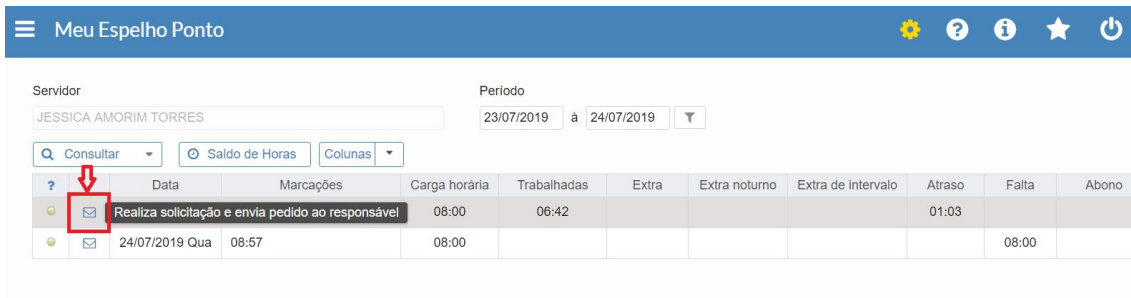 Meu Espelho Ponto
Servidor Período
JESSICA AMORIM TORRES 23/07/2019 à 24/07/2019
Consultar Saldo de Horas Colunas
? Data Marcações Carga horária Trabalhadas Extra Extra noturno Extra de intervalo Atraso Falta Abono
Realiza solicitação e envia pedido ao responsável 08:00 06:42 01:03
24/07/2019 Qua 08:57 08:00 08:00